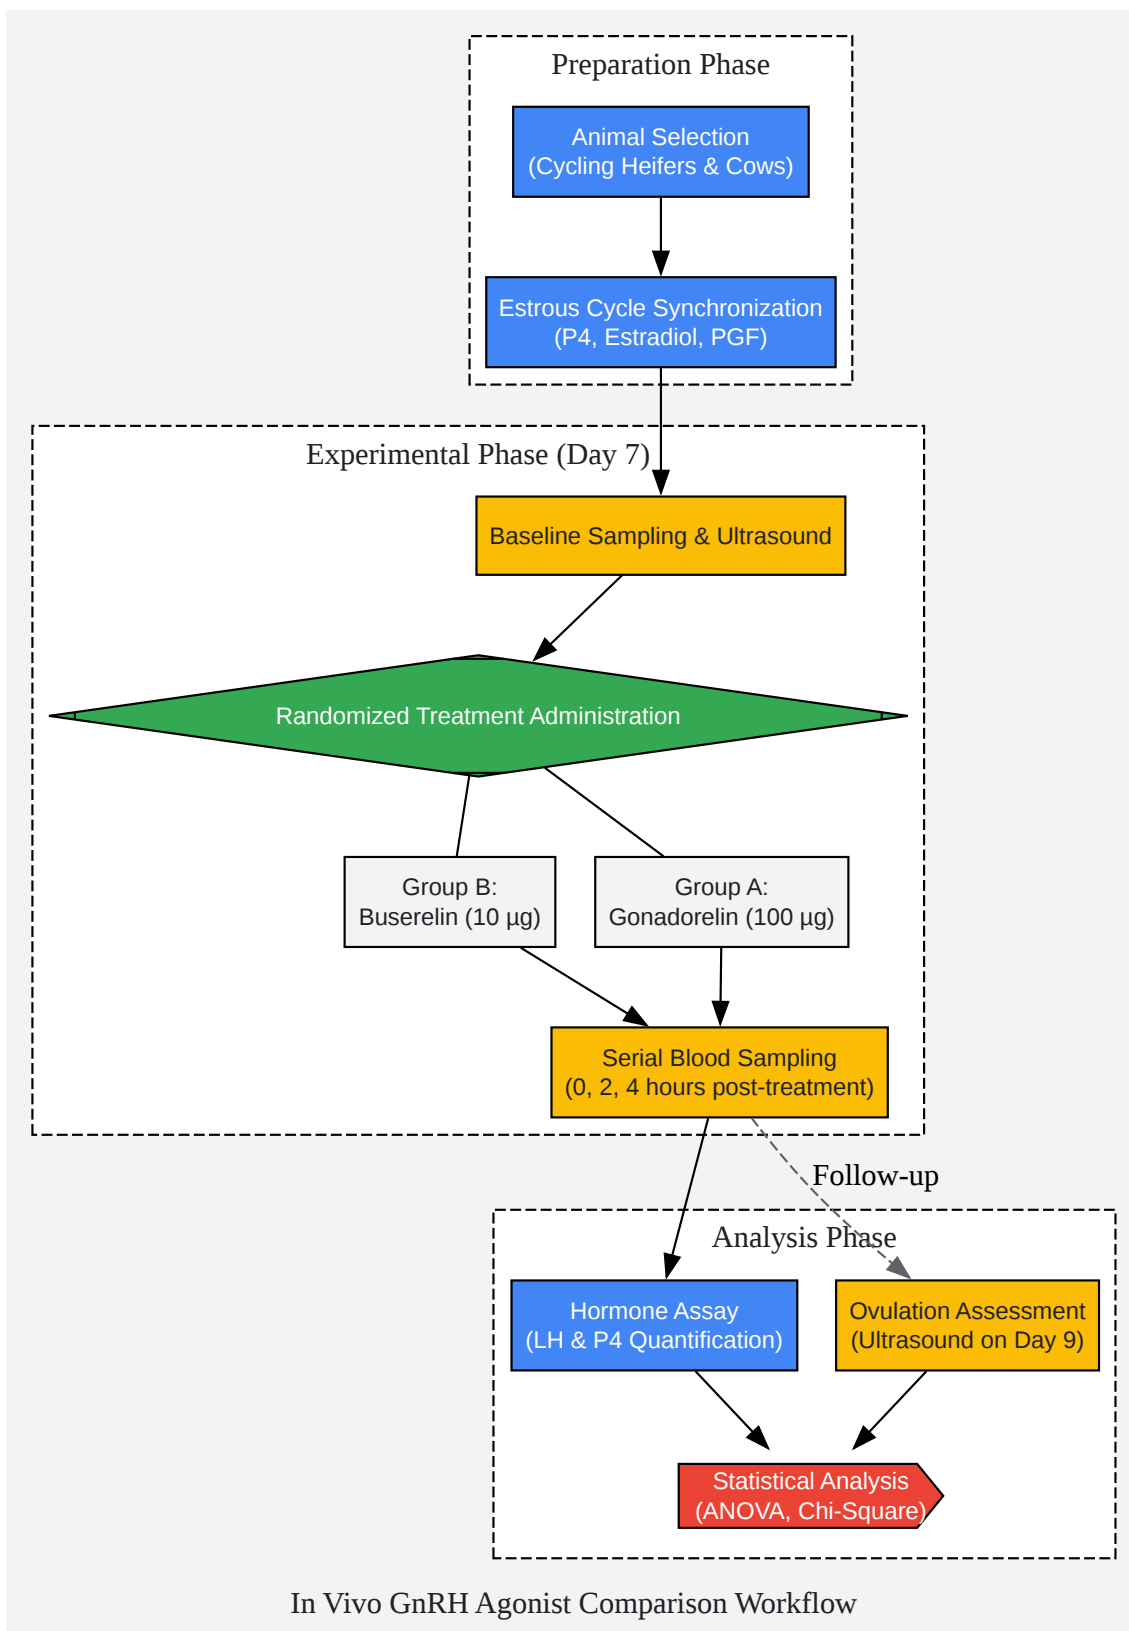 Preparation Phase
Animal Selection
(Cycling Heifers & Cows)
Estrous Cycle Synchronization
(P4, Estradiol, PGF)
Experimental Phase (Day 7)
Baseline Sampling & Ultrasound
Randomized Treatment Administration
Group B:
Buserelin (10 µg)
Group A:
Gonadorelin (100 µg)
Serial Blood Sampling
(0, 2, 4 hours post-treatment)
Follow-up
Analysis Phase
Hormone Assay
(LH & P4 Quantification)
Ovulation Assessment
(Ultrasound on Day 9)
Statistical Analysis
(ANOVA, Chi-Square)
In Vivo GnRH Agonist Comparison Workflow